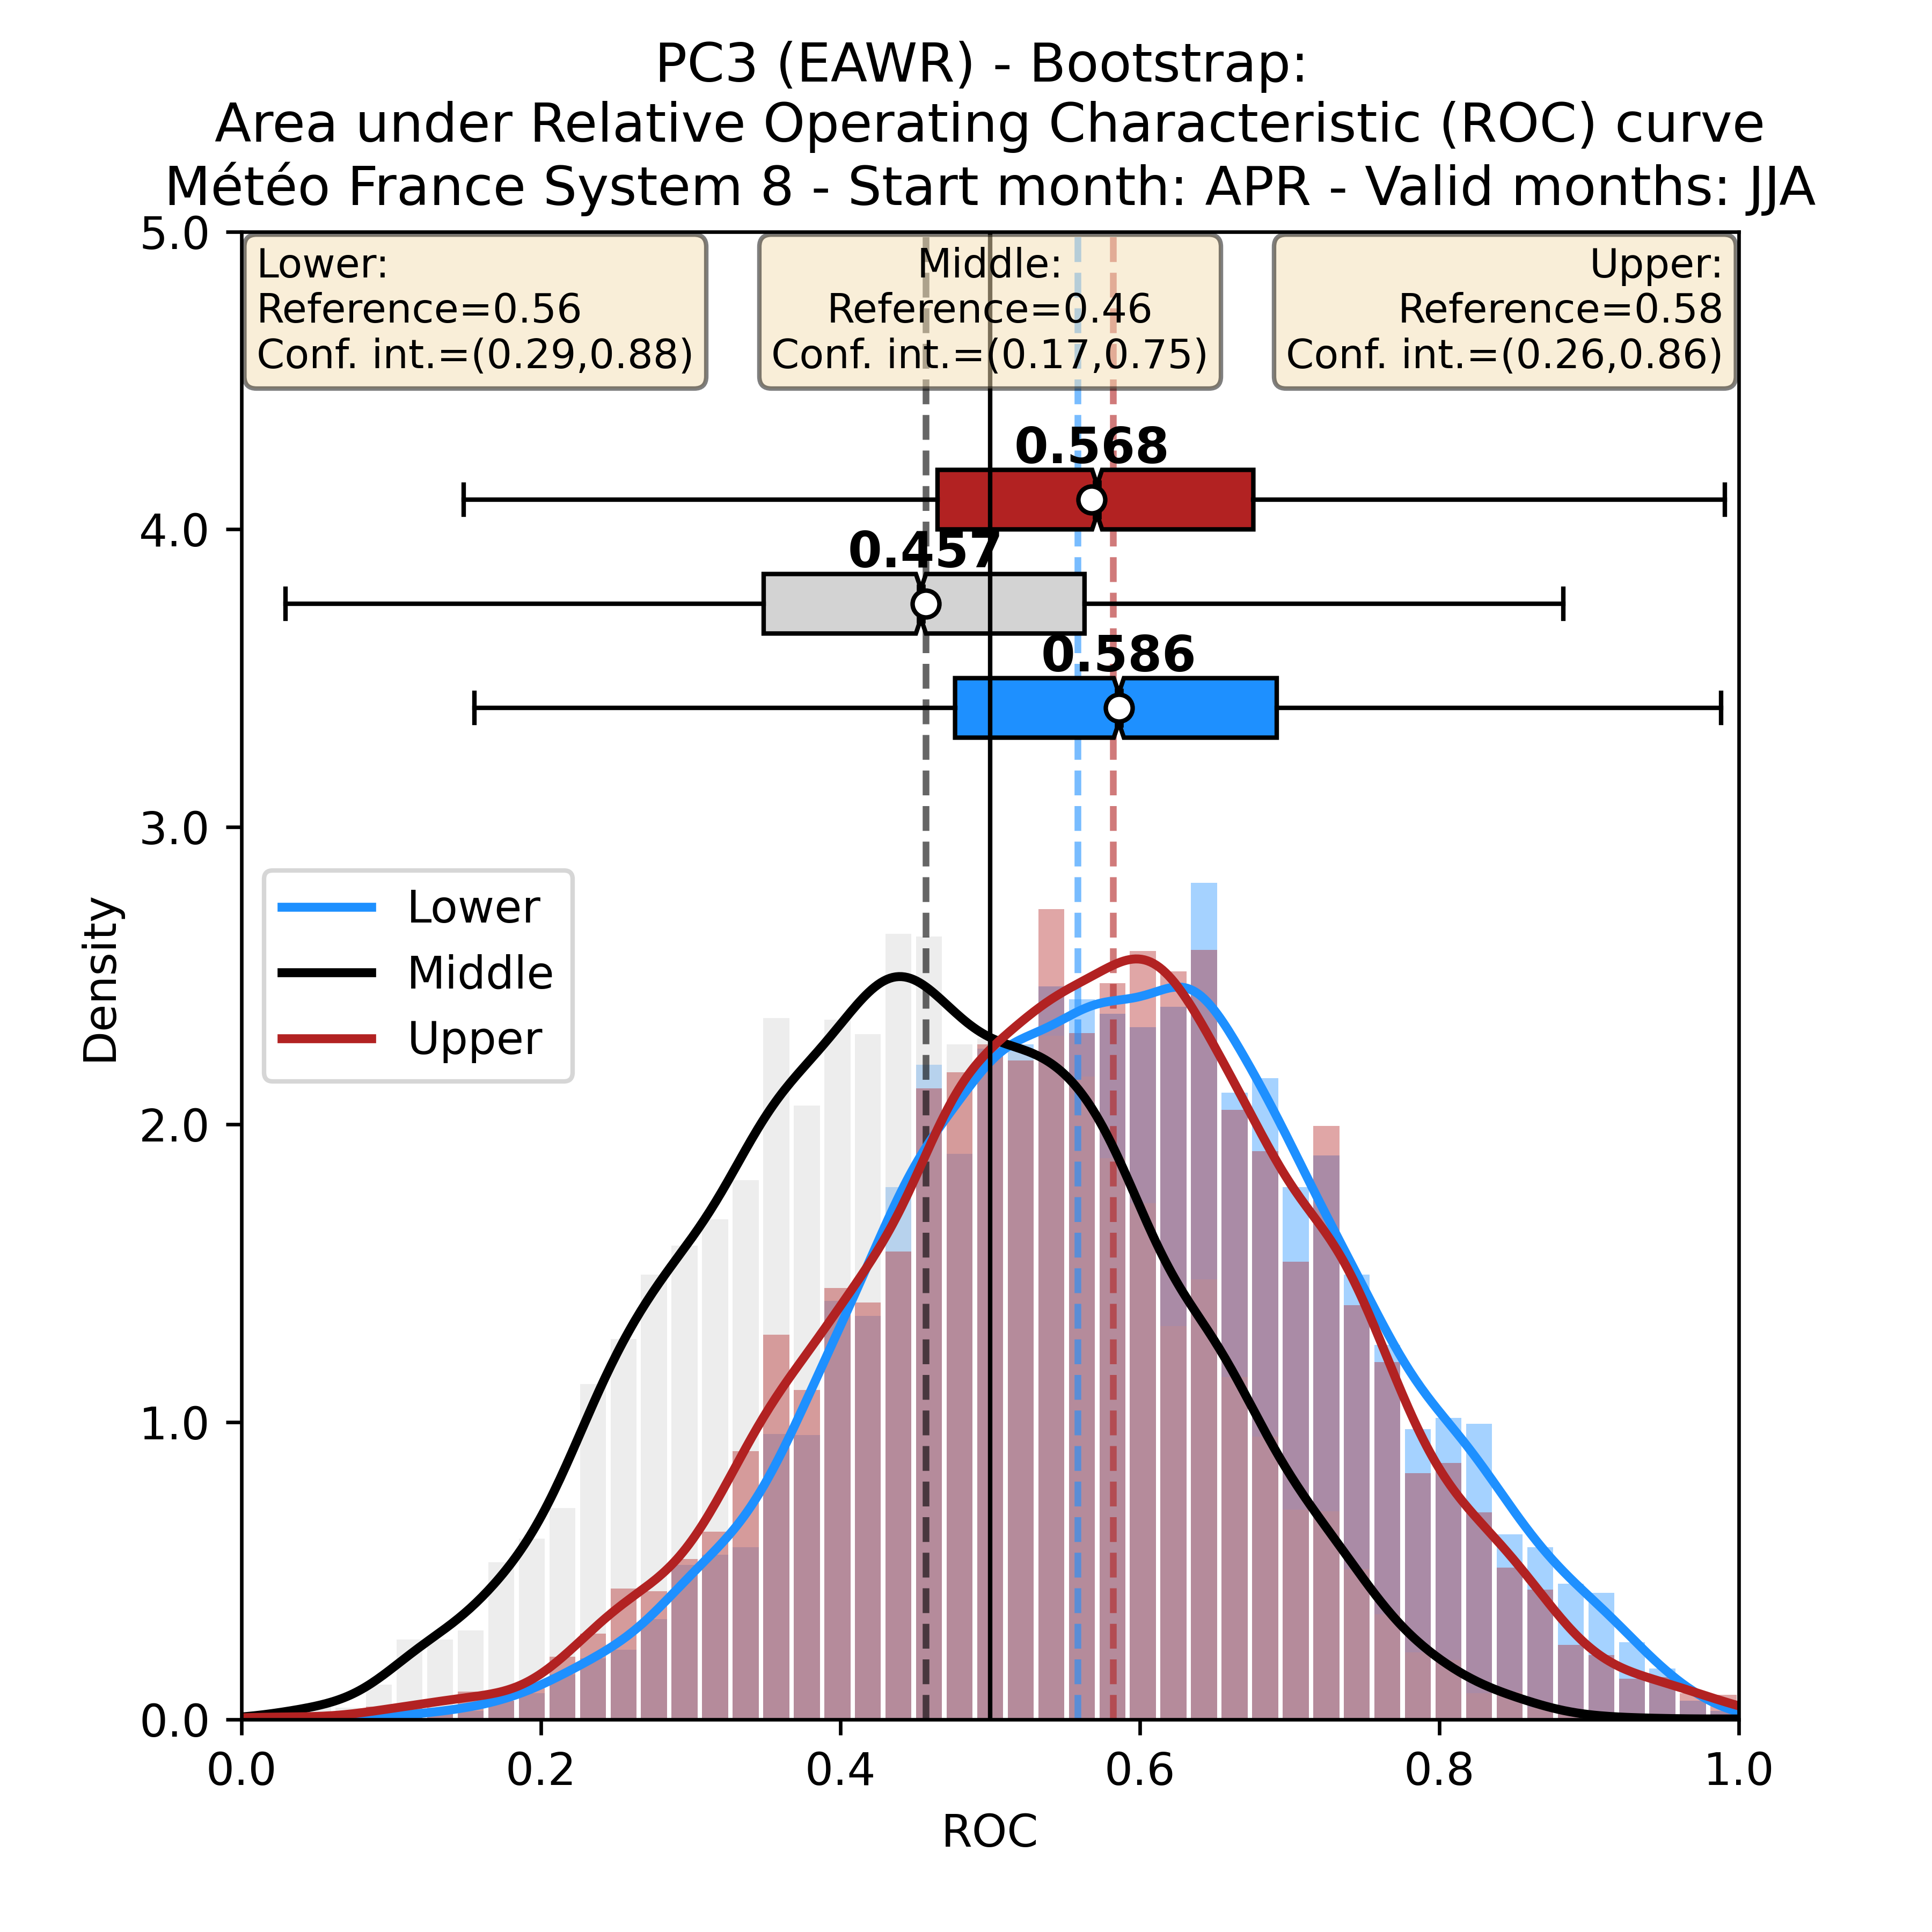 PC3 (EAWR) - Bootstrap:
Area under Relative Operating Characteristic (ROC) curve
Météo France System 8 - Start month: APR - Valid months: JJA
Lower:
Reference=0.56
Conf. int.=(0.29,0.88)
Middle:
Reference=0.46
Conf. int.=(0.17,0.75)
Upper:
Reference=0.58
Conf. int.=(0.26,0.86)
0.568
0.457
0.586
Lower
Middle
Upper
Density
5.0
4.0
3.0
2.0
1.0
0.0
0.0 0.2 0.4 0.6 0.8 1.0
ROC